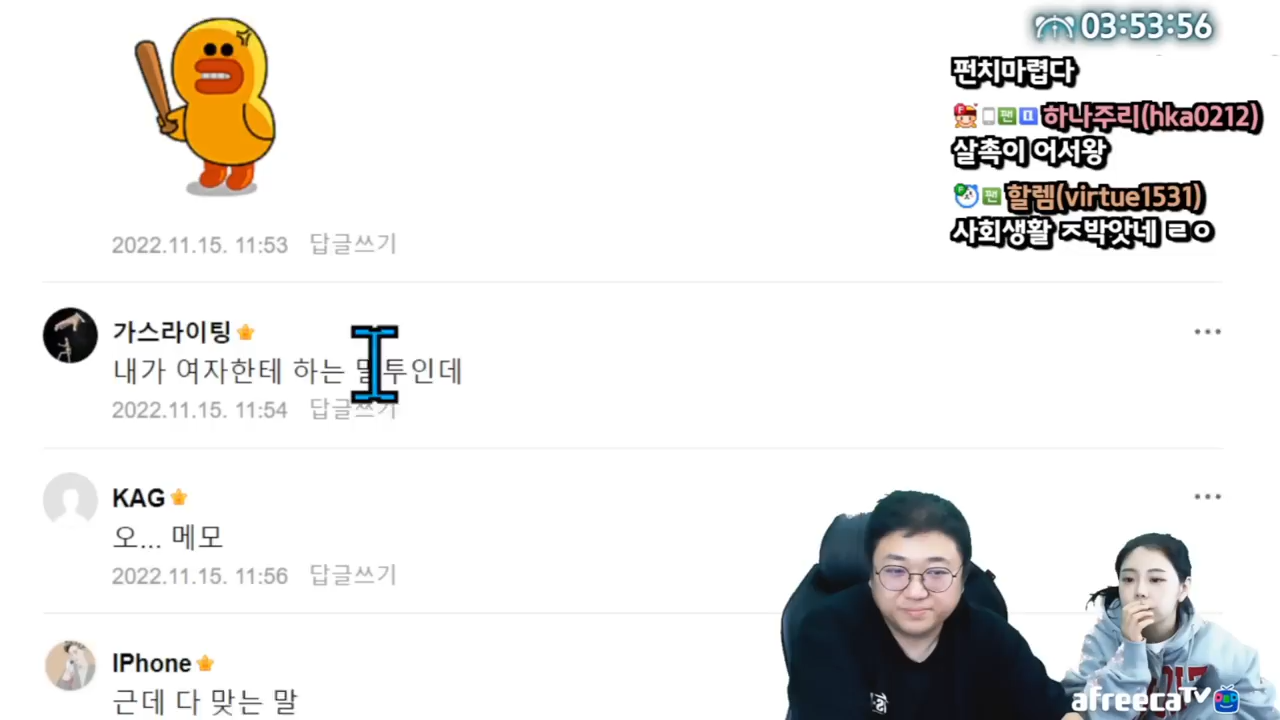 03:53:56
펀치마렵다
하나주리(hka0212)
살촉이 어서왕
할렘(virtue1531)
사회생활 ㅈ박앗네 ㄹㅇ
2022.11.15. 11:53 답글쓰기
가스라이팅
내가 여자한테 하는 말투인데
2022.11.15. 11:54 답글쓰기
KAG
오... 메모
2022.11.15. 11:56 답글쓰기
IPhone
근데 다 맞는 말
afreecaTV